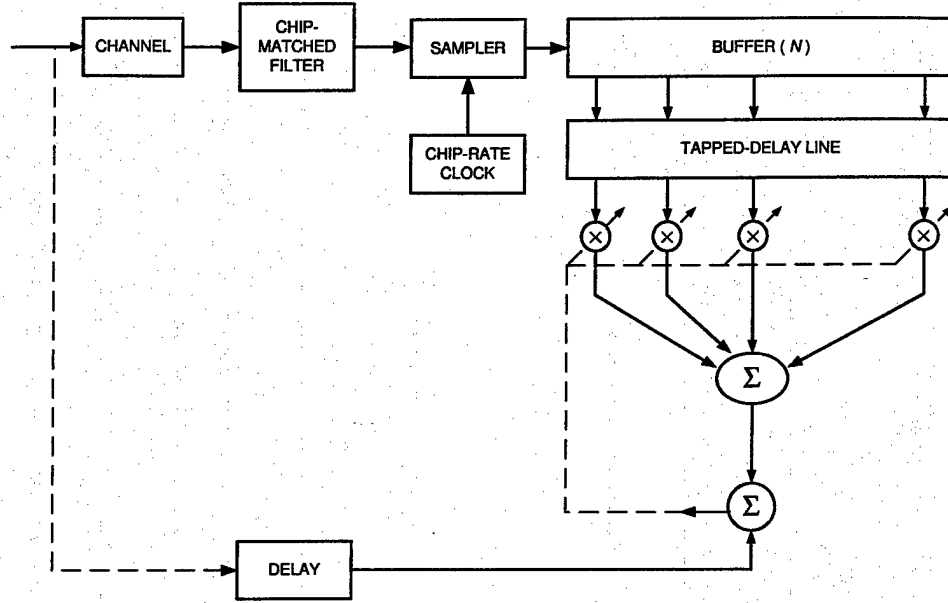 CHANNEL
CHIP-
MATCHED
FILTER
SAMPLER
BUFFER ( N )
CHIP-RATE
CLOCK
TAPPED-DELAY LINE
×
×
×
×
Σ
Σ
DELAY